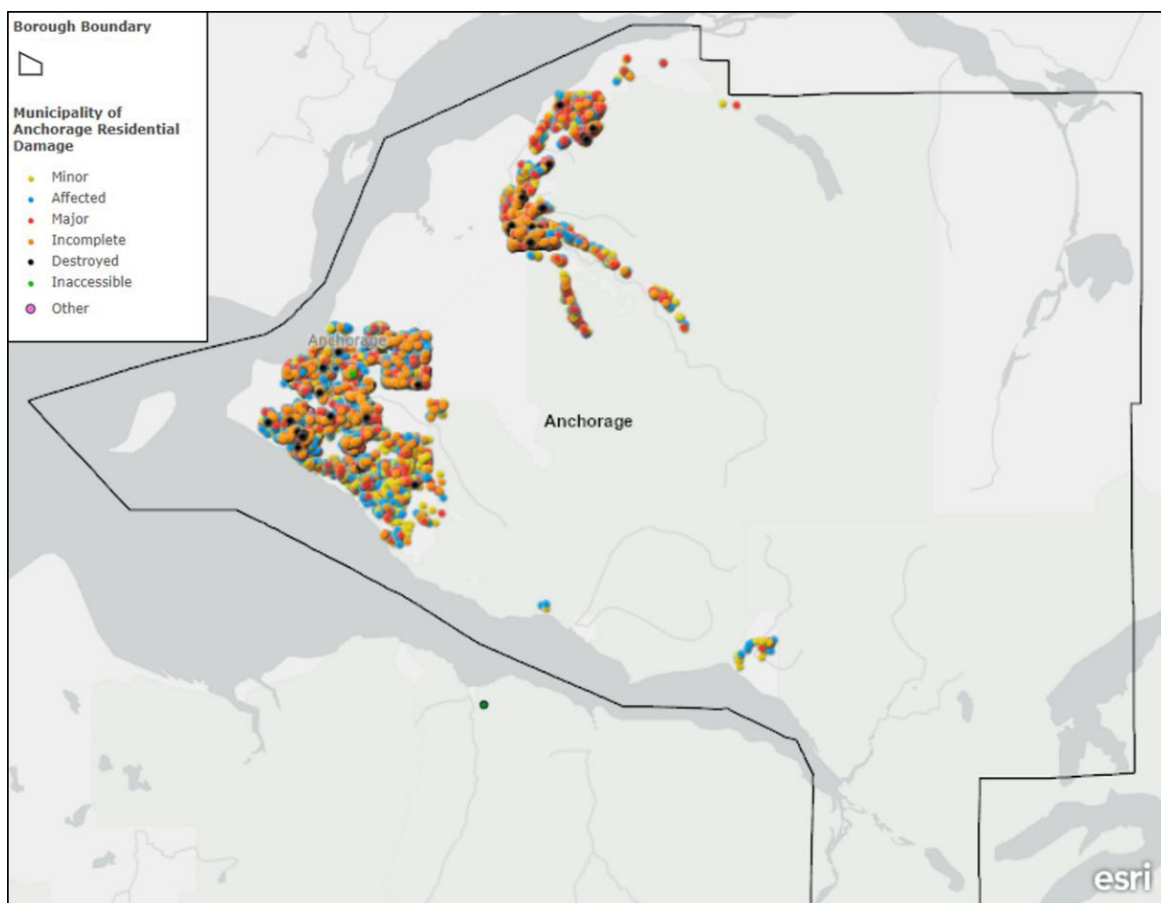 Borough Boundary
Municipality of
Anchorage Residential
Damage
Minor
Affected
Major
Incomplete
Destroyed
Inaccessible
Other
Anchorage
Anchorage
esri